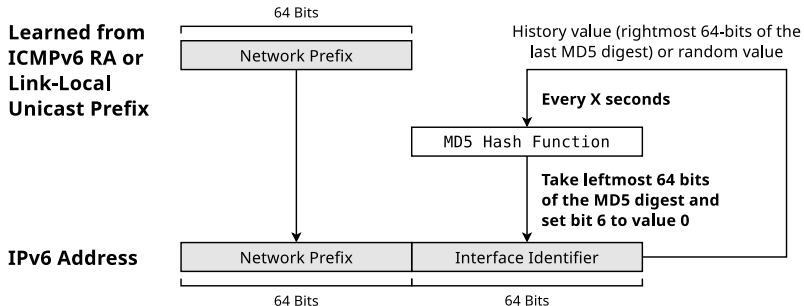 64 Bits
Learned from
ICMPv6 RA or
Link-Local
Unicast Prefix
Network Prefix
History value (rightmost 64-bits of the
last MD5 digest) or random value
Every X seconds
MD5 Hash Function
Take leftmost 64 bits
of the MD5 digest and
set bit 6 to value 0
IPv6 Address
Network Prefix
Interface Identifier
64 Bits
64 Bits